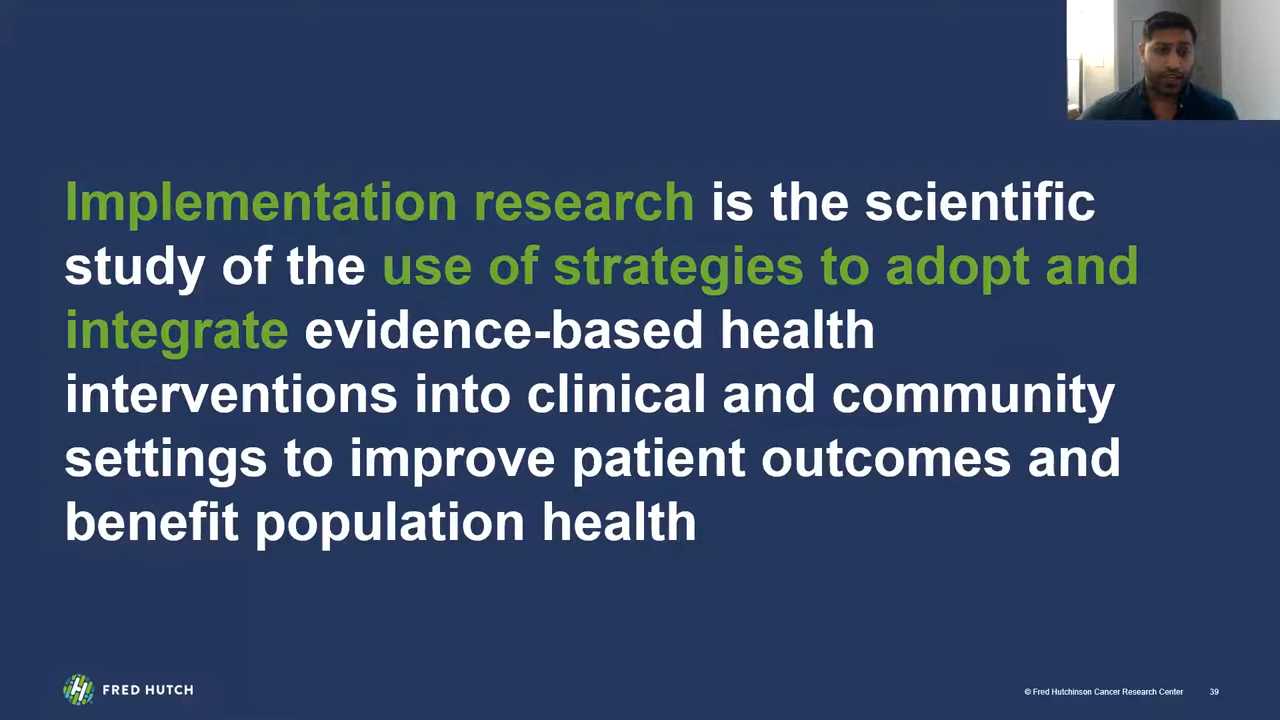 Implementation research is the scientific
study of the use of strategies to adopt and
integrate evidence-based health
interventions into clinical and community
settings to improve patient outcomes and
benefit population health
FRED HUTCH
© Fred Hutchinson Cancer Research Center 39